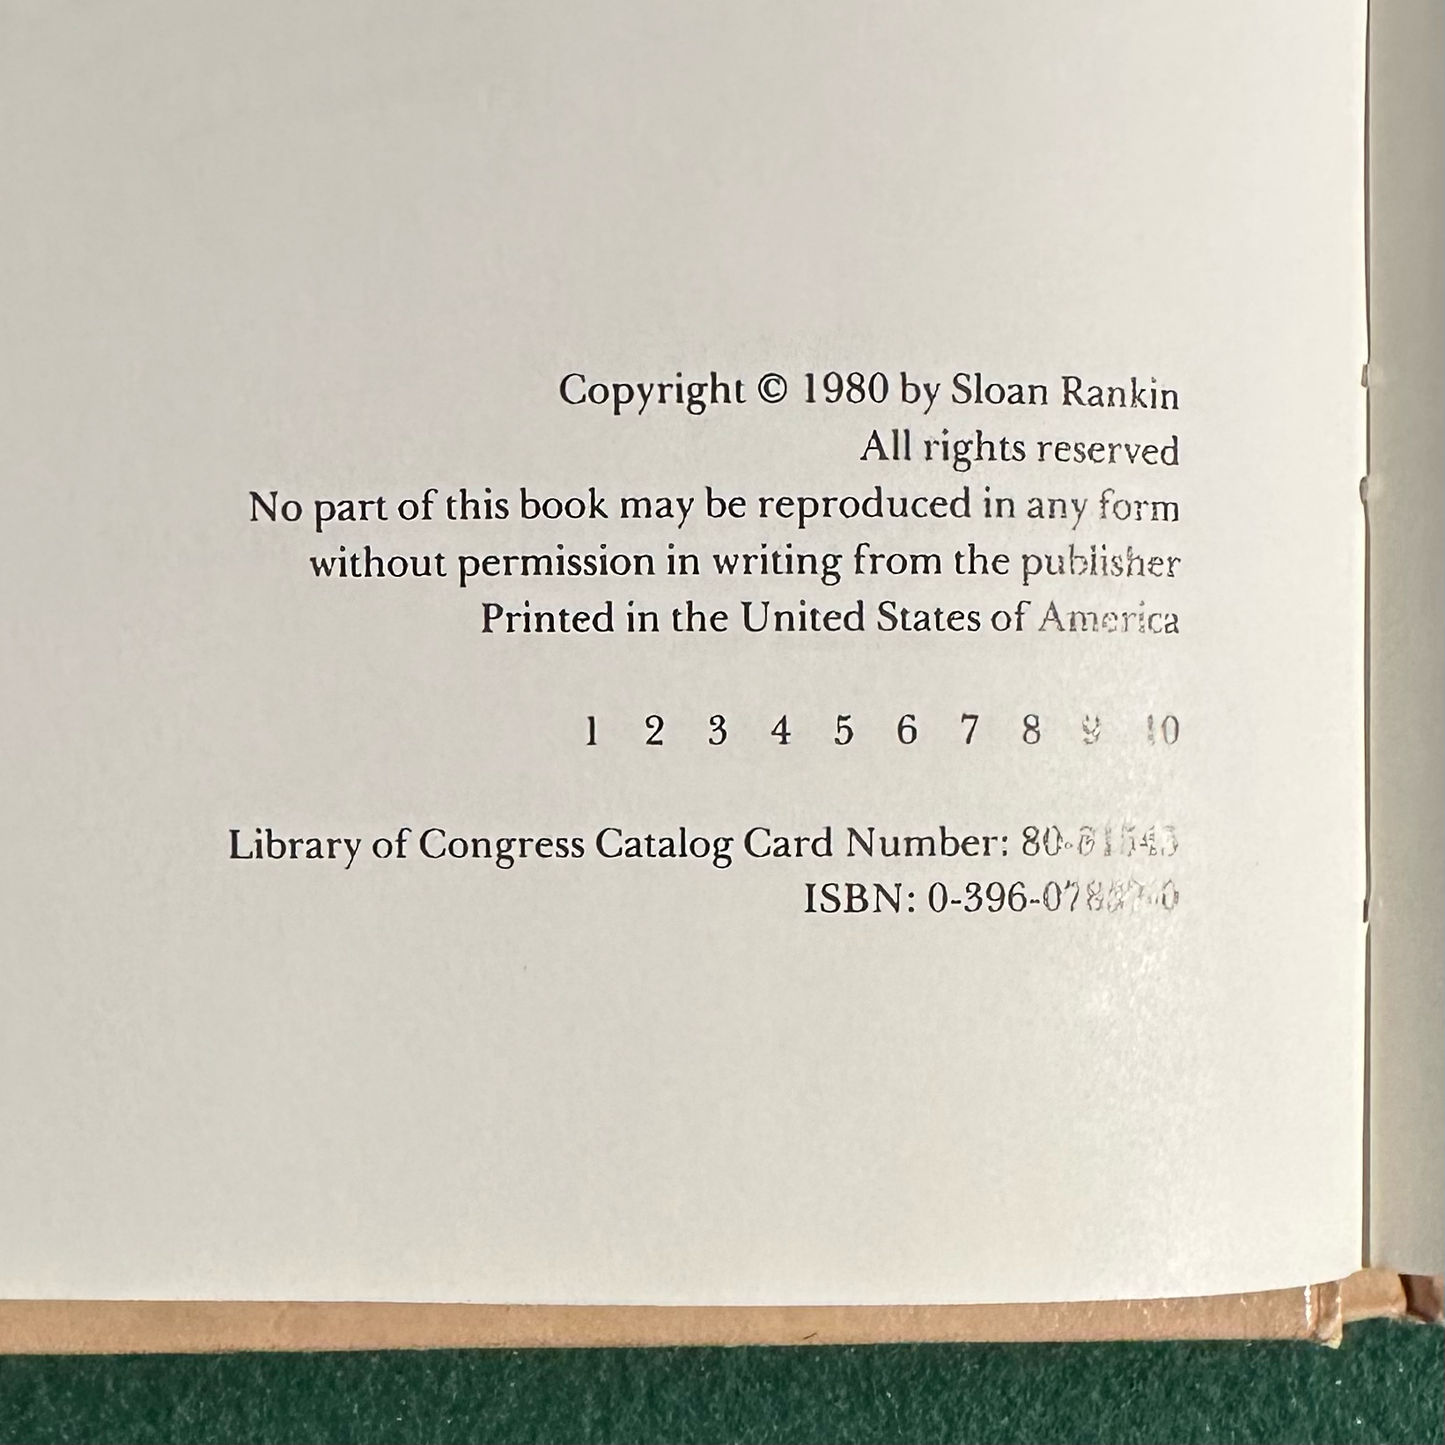 Copyright © 1980 by Sloan Rankin
All rights reserved
No part of this book may be reproduced in any form
without permission in writing from the publisher
Printed in the United States of America
1 2 3 4 5 6 7 8 9 10
Library of Congress Catalog Card Number:
ISBN: